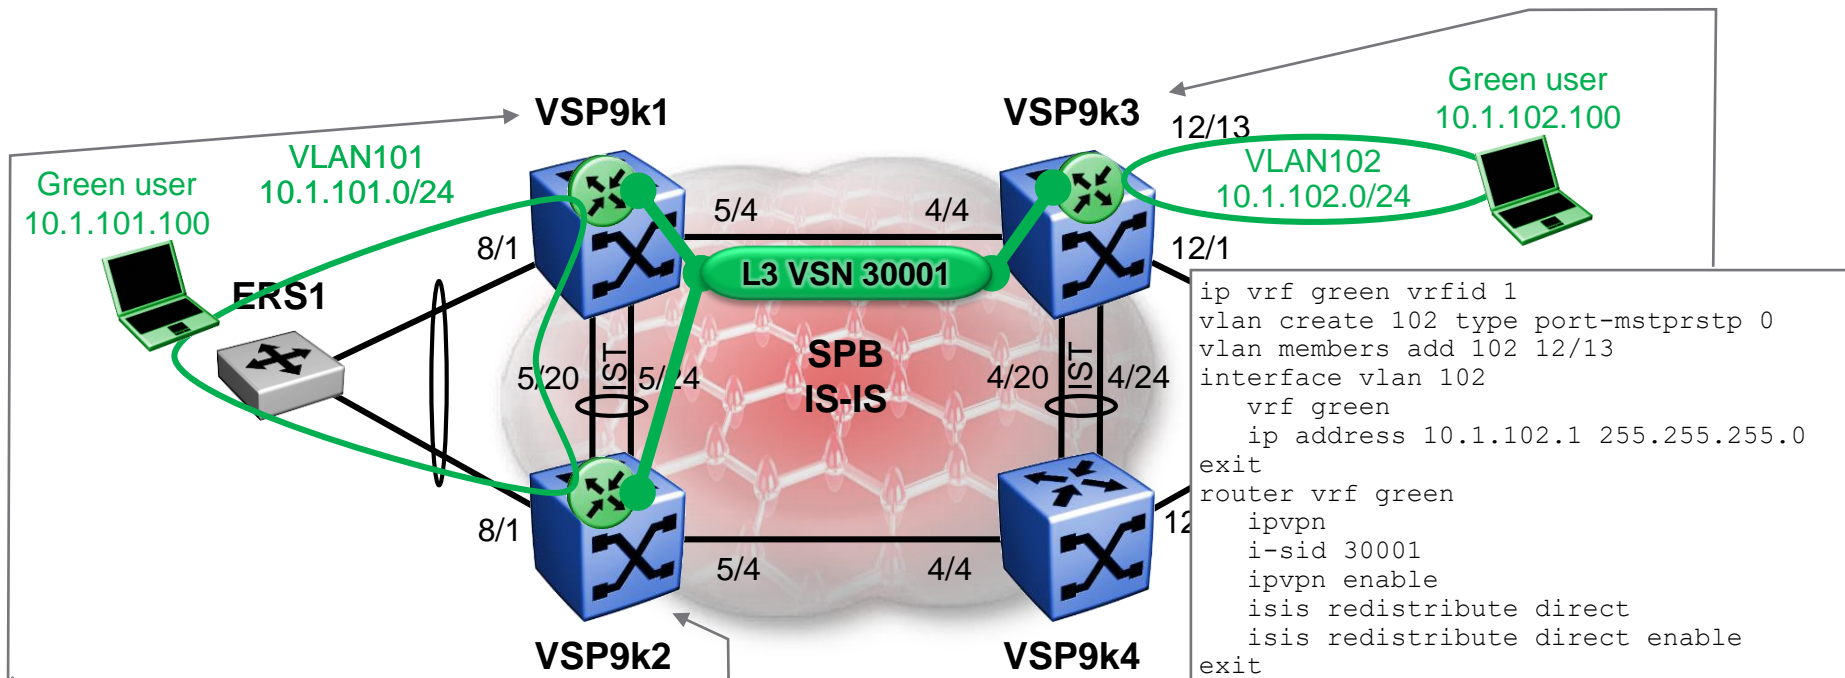 VSP9k1
VSP9k3
Green user
10.1.102.100
12/13
VLAN101
10.1.101.0/24
VLAN102
10.1.102.0/24
Green user
10.1.101.100
5/4
4/4
8/1
12/1
L3 VSN 30001
ERS1
SPB
IS-IS
5/20
IST
5/24
4/20
IST
4/24
8/1
5/4
4/4
12
VSP9k2
VSP9k4
ip vrf green vrfid 1
vlan create 102 type port-mstprstp 0
vlan members add 102 12/13
interface vlan 102
vrf green
ip address 10.1.102.1 255.255.255.0
exit
router vrf green
ipvpn
i-sid 30001
ipvpn enable
isis redistribute direct
isis redistribute direct enable
exit